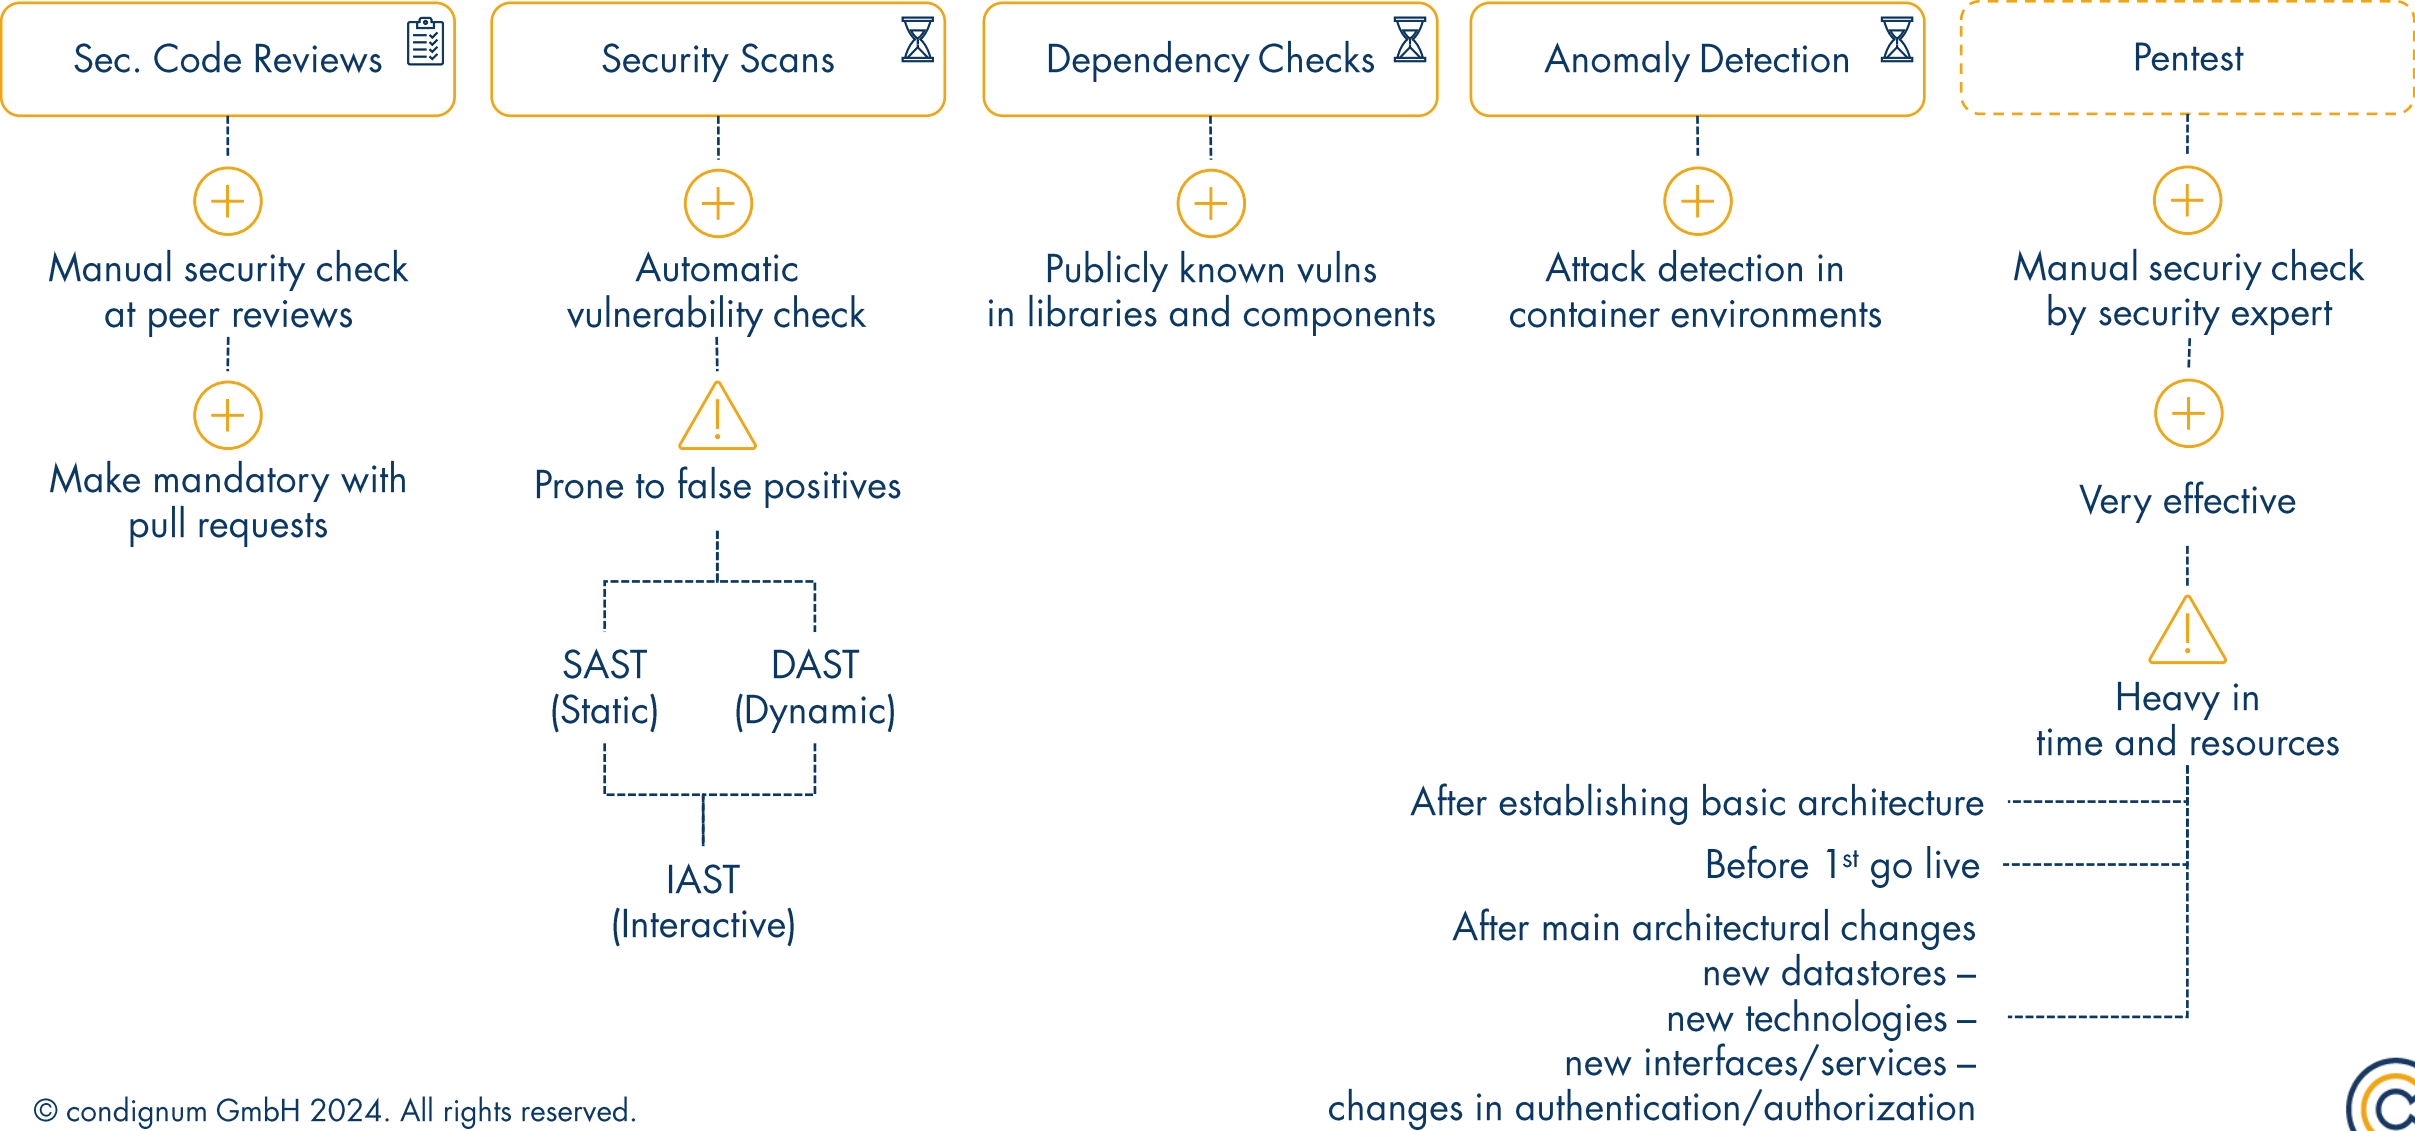 Sec. Code Reviews
Manual security check
at peer reviews
Make mandatory with
pull requests
Security Scans
Automatic
vulnerability check
Prone to false positives
SAST
(Static)
DAST
(Dynamic)
IAST
(Interactive)
Dependency Checks
Publicly known vulns
in libraries and components
Anomaly Detection
Attack detection in
container environments
Pentest
Manual securiy check
by security expert
Very effective
Heavy in
time and resources
After establishing basic architecture
Before 1st go live
After main architectural changes
new datastores –
new technologies –
new interfaces/services –
changes in authentication/authorization
© condignum GmbH 2024. All rights reserved.